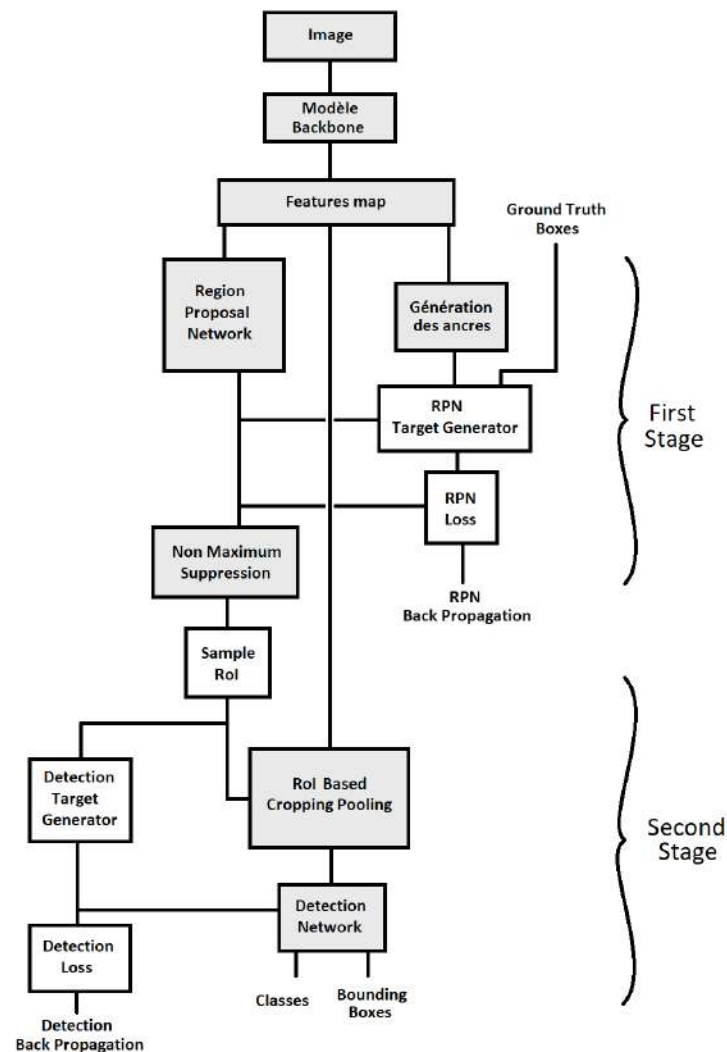 Image
Modèle
Backbone
Features map
Ground Truth
Boxes
Region
Proposal
Network
Génération
des ancres
RPN
Target Generator
First
Stage
RPN
Loss
Non Maximum
Suppression
RPN
Back Propagation
Sample
RoI
Detection
Target
Generator
RoI Based
Cropping Pooling
Second
Stage
Detection
Network
Detection
Loss
Classes
Bounding
Boxes
Detection
Back Propagation